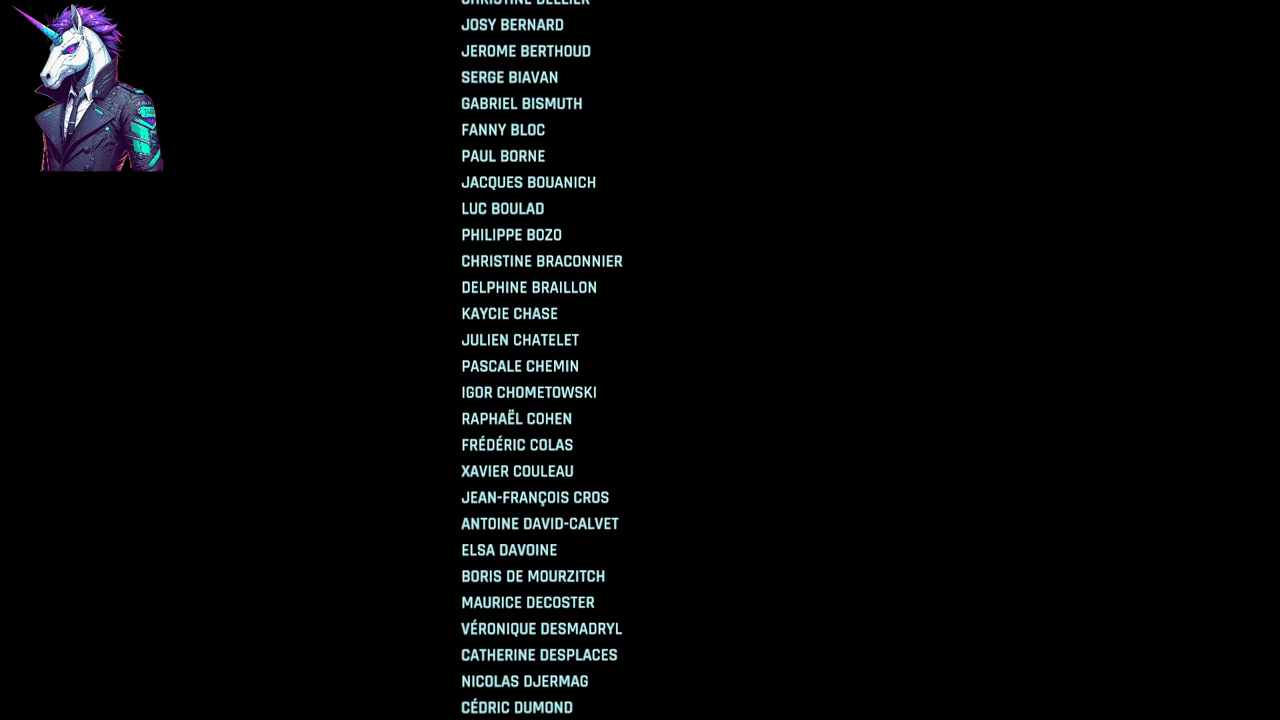 CHRISTINE BELLIER
JOSY BERNARD
JEROME BERTHOUD
SERGE BIAVAN
GABRIEL BISMUTH
FANNY BLOC
PAUL BORNE
JACQUES BOUANICH
LUC BOULAD
PHILIPPE BOZO
CHRISTINE BRACONNIER
DELPHINE BRAILLON
KAYCIE CHASE
JULIEN CHATELET
PASCALE CHEMIN
IGOR CHOMETOWSKI
RAPHAËL COHEN
FRÉDÉRIC COLAS
XAVIER COULEAU
JEAN-FRANÇOIS CROS
ANTOINE DAVID-CALVET
ELSA DAVOINE
BORIS DE MOURZITCH
MAURICE DECOSTER
VÉRONIQUE DESMADRYL
CATHERINE DESPLACES
NICOLAS DJERMAG
CÉDRIC DUMOND